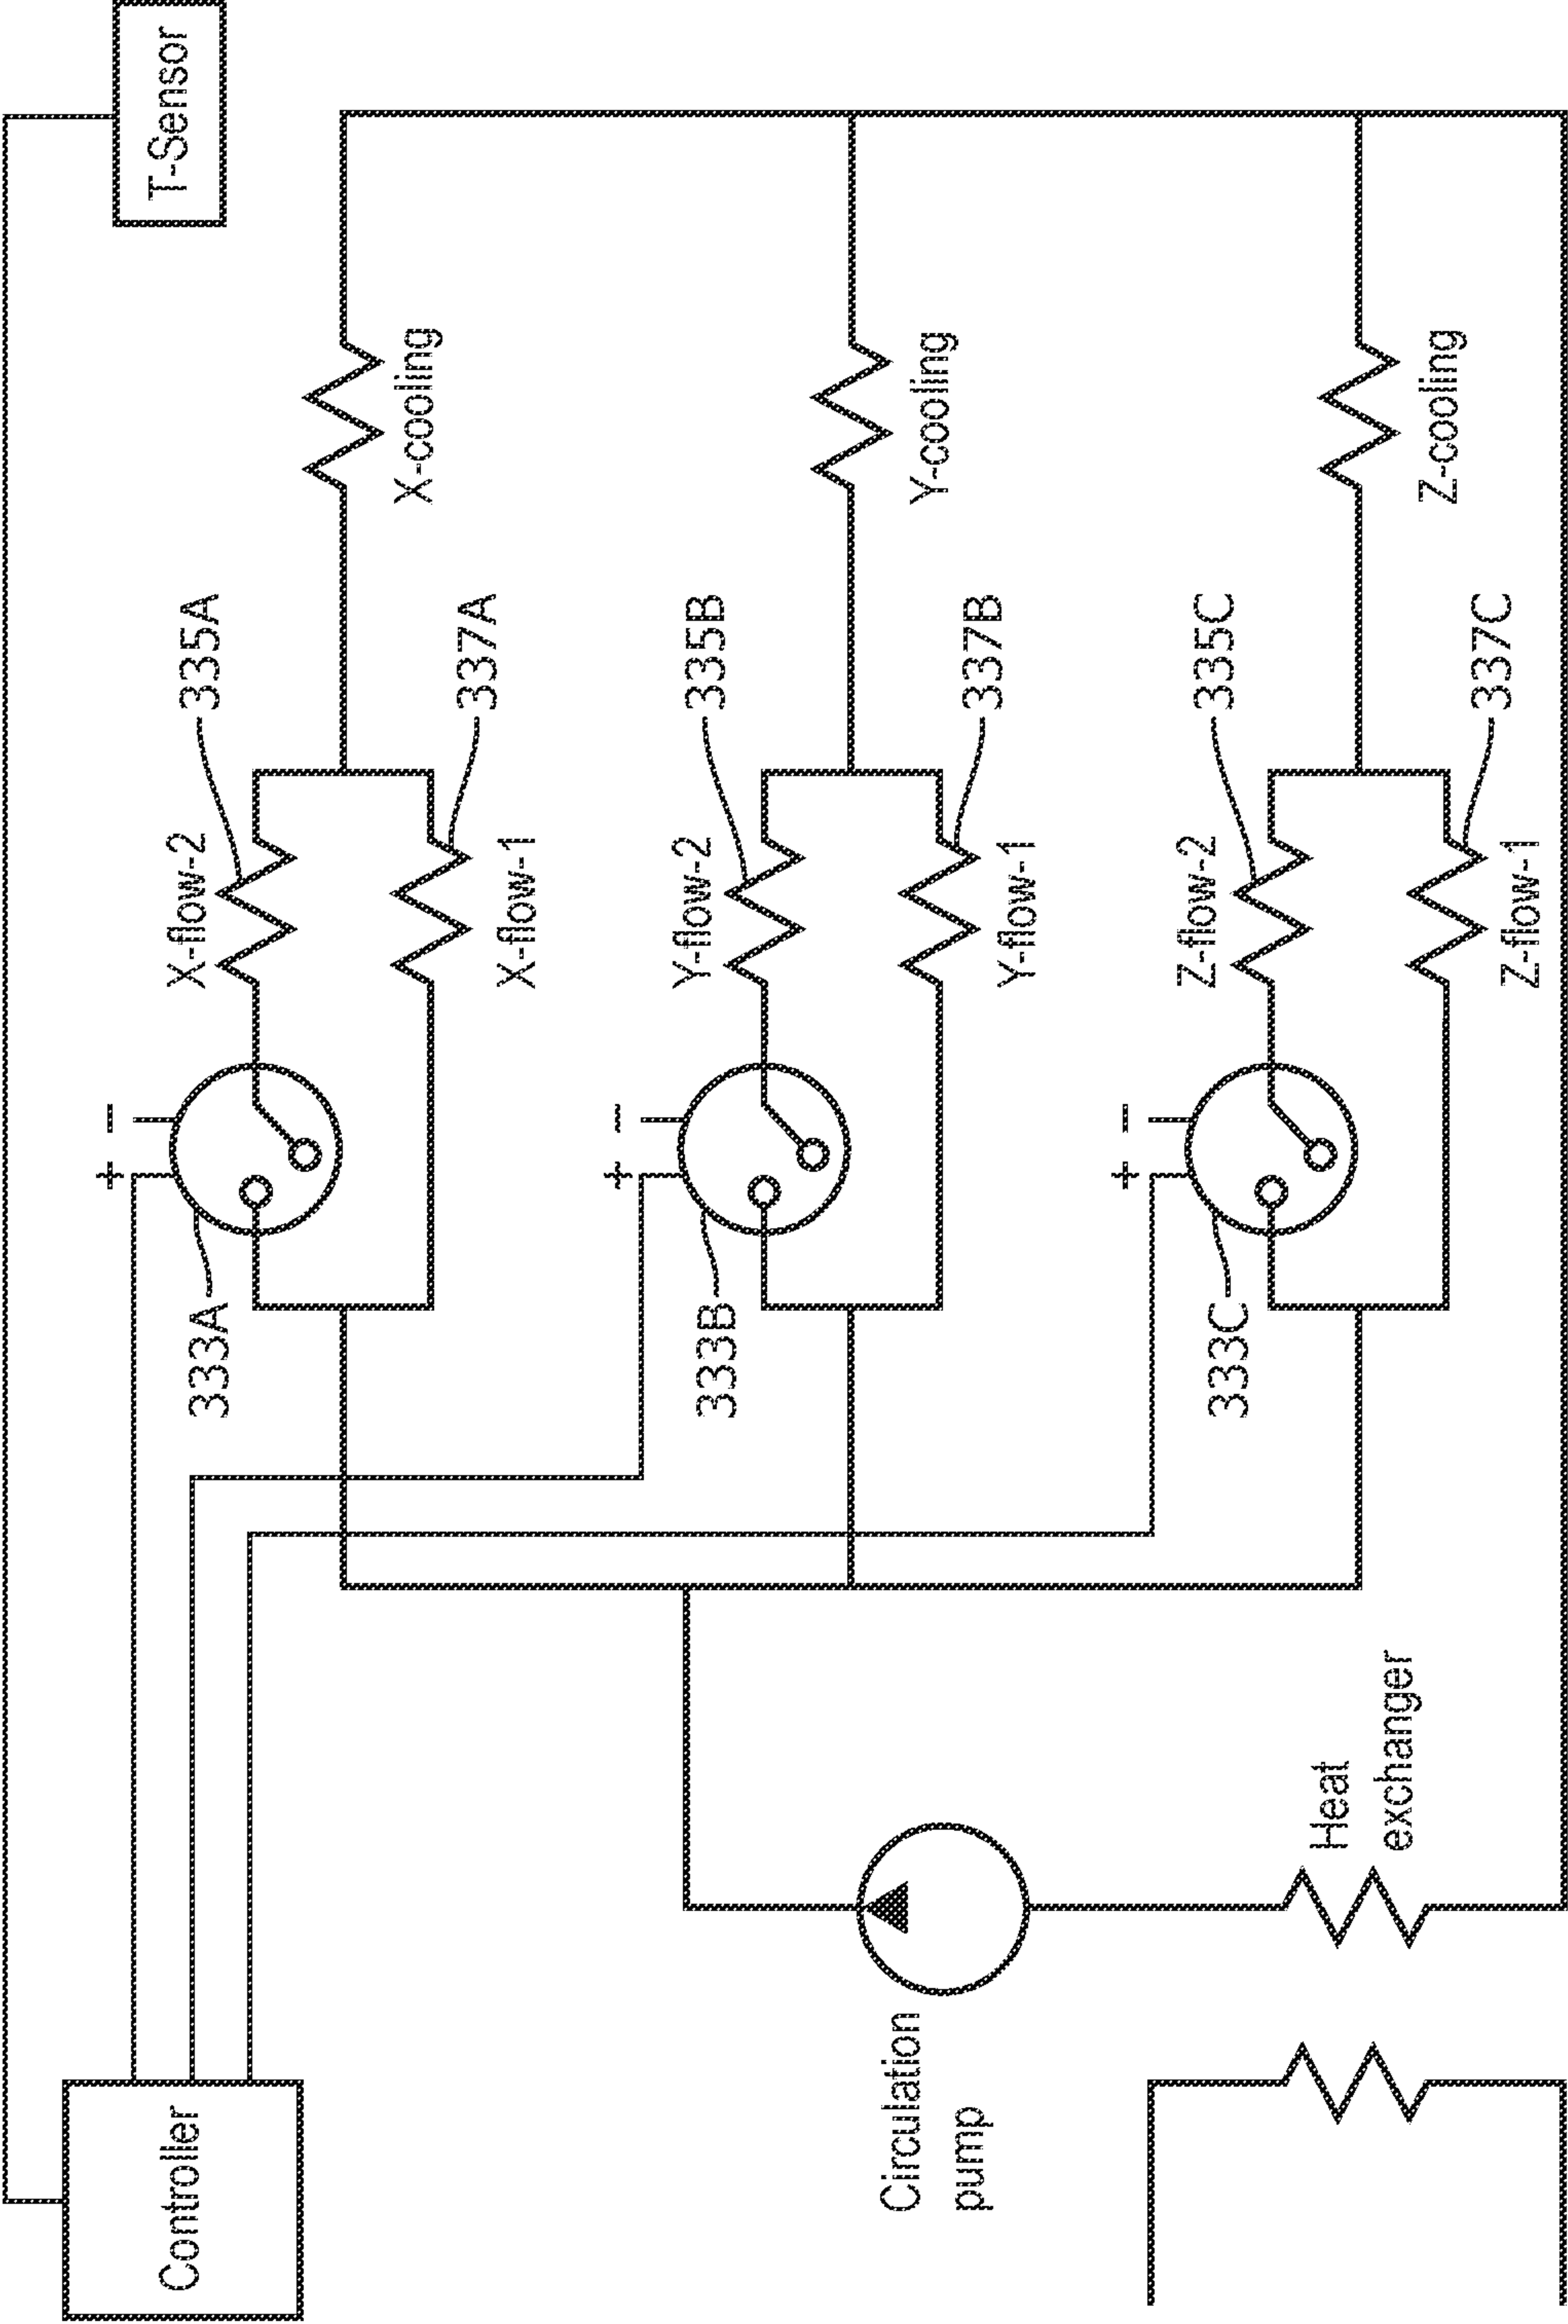 T-Sensor
Controller
+ −
333A
X-flow-2
335A
X-flow-1
337A
X-cooling
+ −
333B
Y-flow-2
335B
Y-flow-1
337B
Y-cooling
+ −
333C
Z-flow-2
335C
Z-flow-1
337C
Z-cooling
Circulation
pump
Heat
exchanger